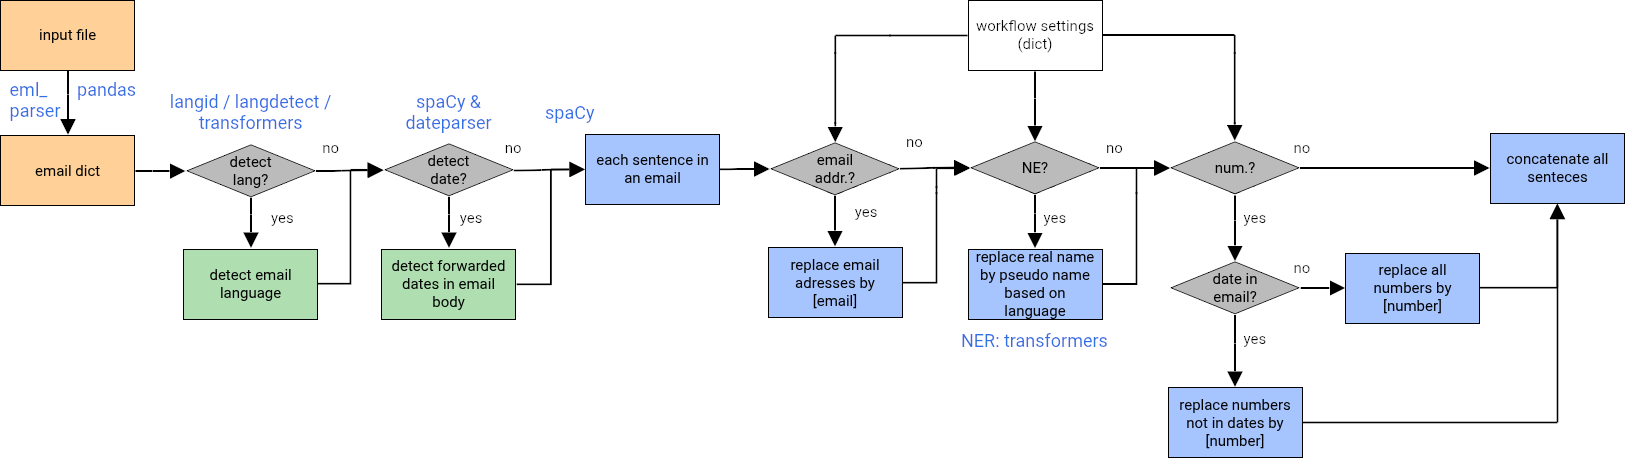 input file
eml_
parser
pandas
email dict
langid / langdetect /
transformers
detect
lang?
no
yes
detect email
language
spaCy &
dateparser
detect
date?
no
yes
detect forwarded
dates in email
body
spaCy
each sentence in
an email
workflow settings
(dict)
email
addr.?
no
yes
replace email
adresses by
[email]
NE?
no
yes
replace real name
by pseudo name
based on
language
NER: transformers
num.?
no
yes
date in
email?
no
yes
replace all
numbers by
[number]
replace numbers
not in dates by
[number]
concatenate all
senteces